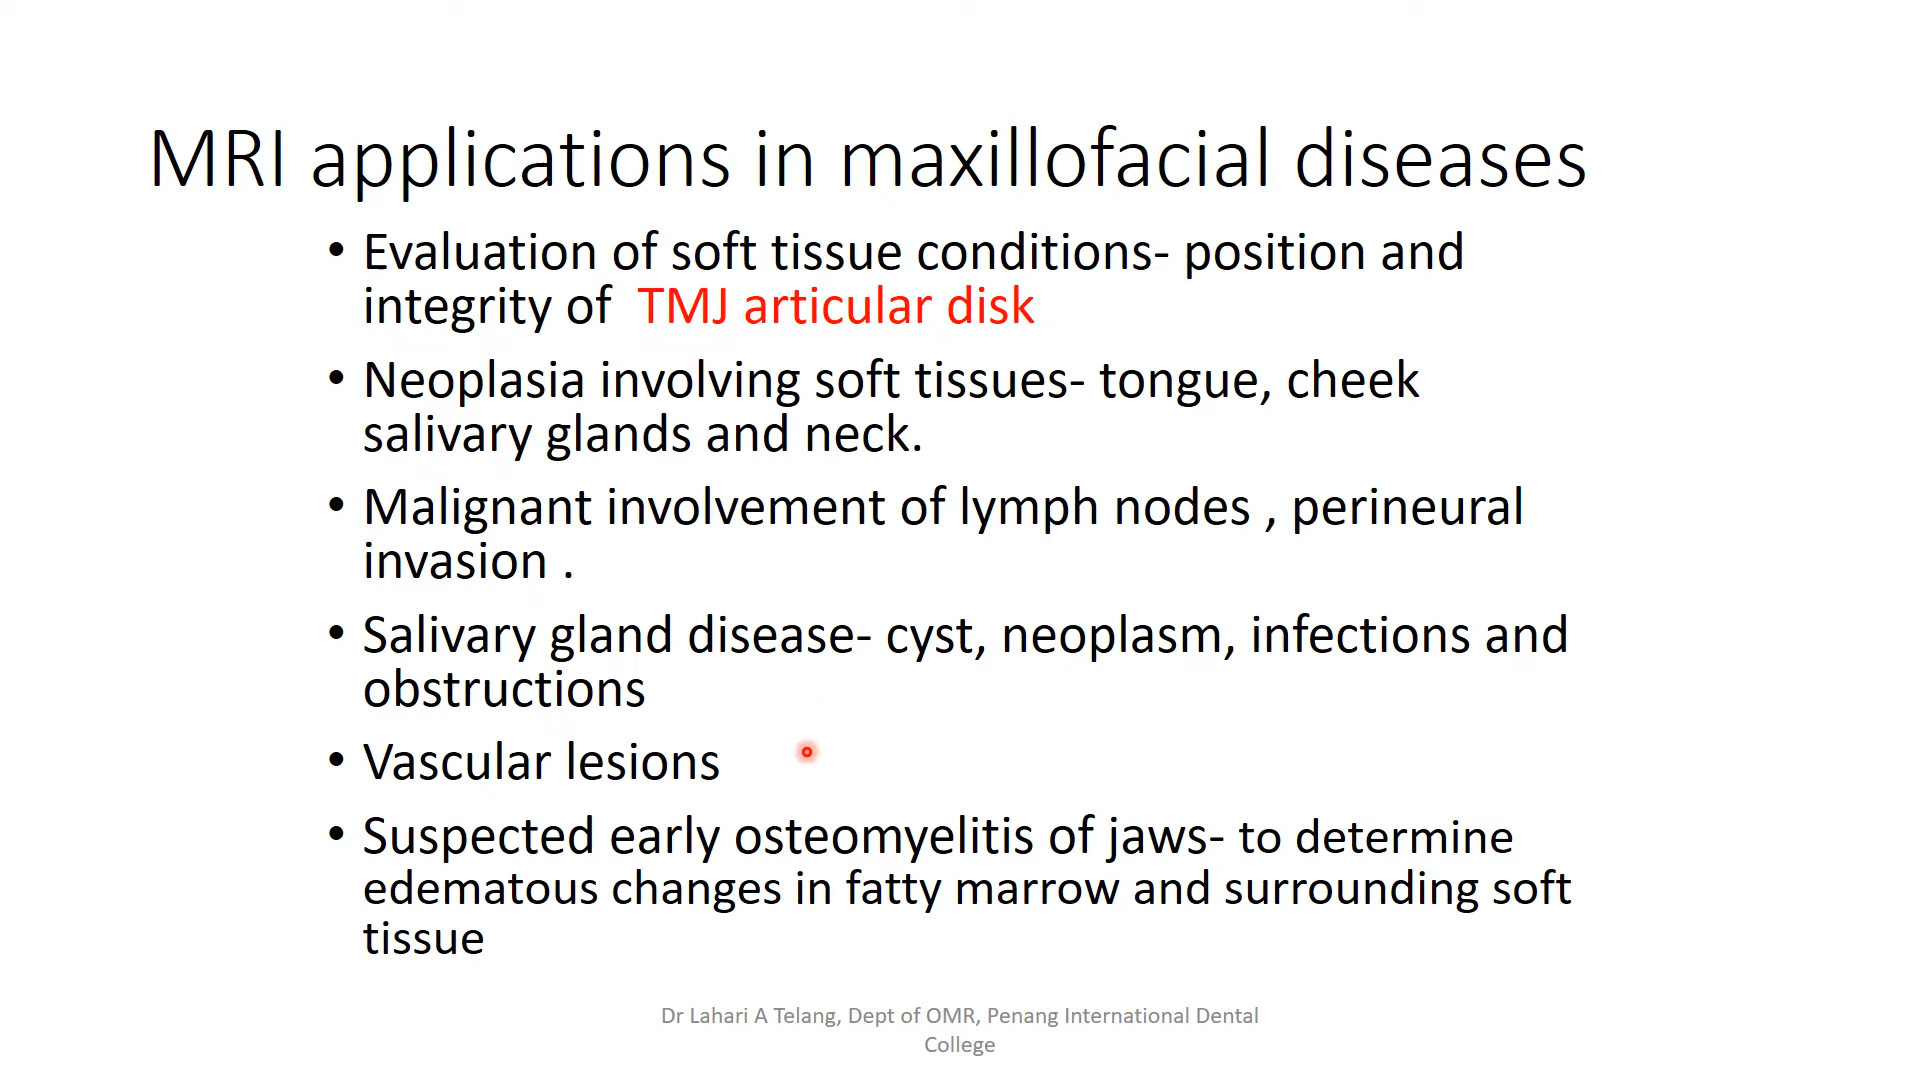 MRI applications in maxillofacial diseases
• Evaluation of soft tissue conditions- position and
integrity of TMJ articular disk
• Neoplasia involving soft tissues- tongue, cheek
salivary glands and neck.
• Malignant involvement of lymph nodes , perineural
invasion .
• Salivary gland disease- cyst, neoplasm, infections and
obstructions
• Vascular lesions
• Suspected early osteomyelitis of jaws- to determine
edematous changes in fatty marrow and surrounding soft
tissue
Dr Lahari A Telang, Dept of OMR, Penang International Dental
College